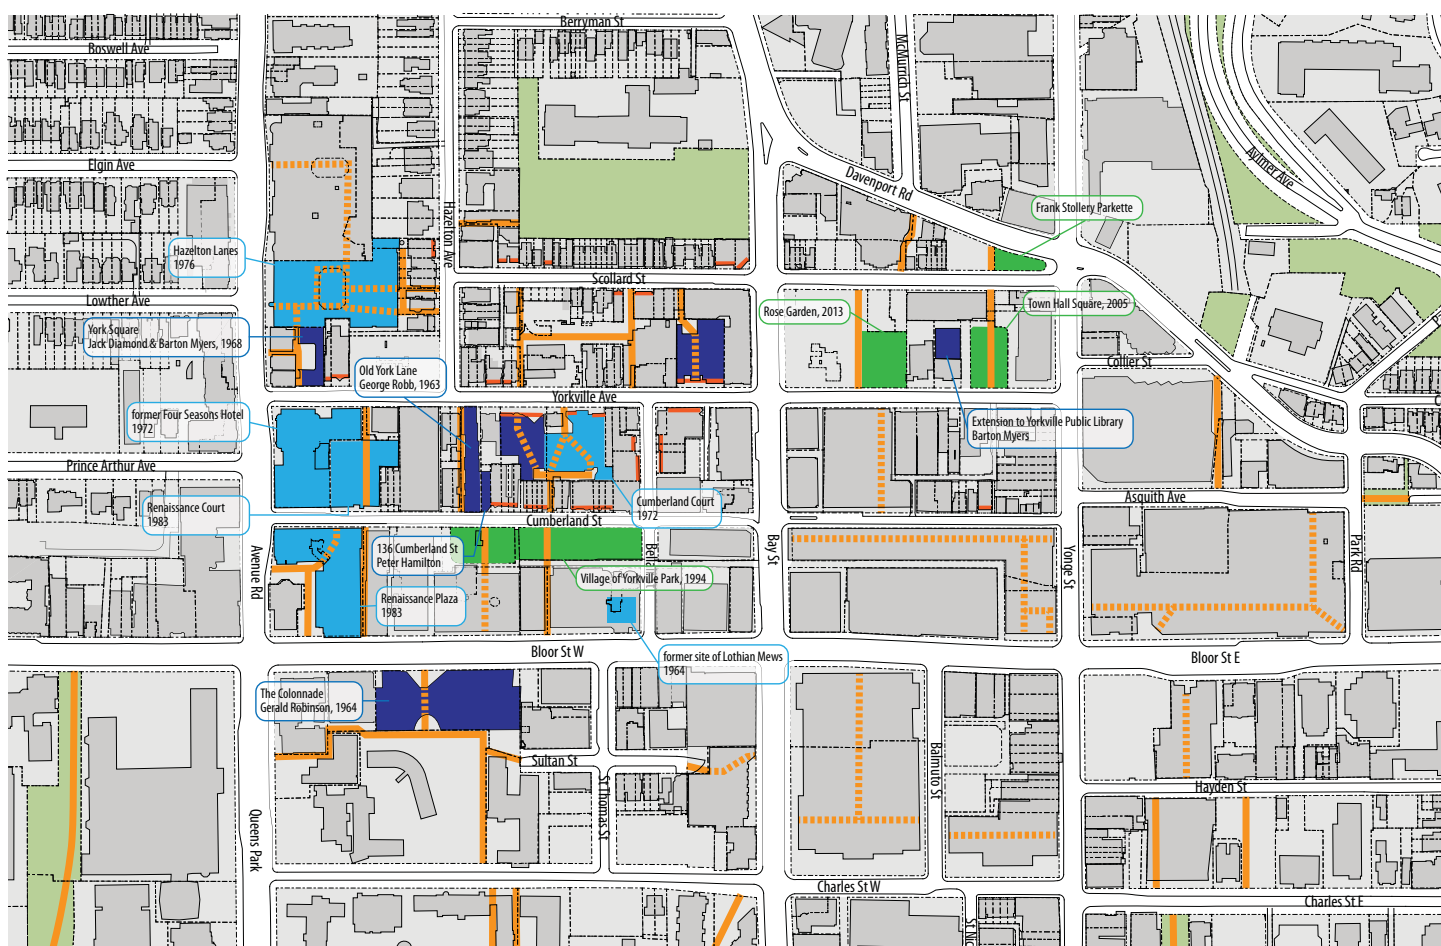 Berryman St
Boswell Ave
McMurrich St
Elgin Ave
Aylmer Ave
Davenport Rd
Frank Stollery Parkette
Hazelton Ave
Hazelton Lanes
1976
Scollard St
Lowther Ave
Town Hall Square, 2005
Rose Garden, 2013
York Square
Jack Diamond & Barton Myers, 1968
Collier St
Old York Lane
George Robb, 1963
Yorkville Ave
former Four Seasons Hotel
1972
Extension to Yorkville Public Library
Barton Myers
Prince Arthur Ave
Renaissance Court
1983
Cumberland Court
1972
Asquith Ave
Cumberland St
136 Cumberland St
Peter Hamilton
Avenue Rd
Bay St
Yonge St
Park Rd
Village of Yorkville Park, 1994
Renaissance Plaza
1983
Bloor St W
Bloor St E
former site of Lothian Mews
1964
The Colonnade
Gerald Robinson, 1964
Sultan St
St Thomas St
Balmuto St
Hayden St
Queens Park
Charles St W
Charles St E